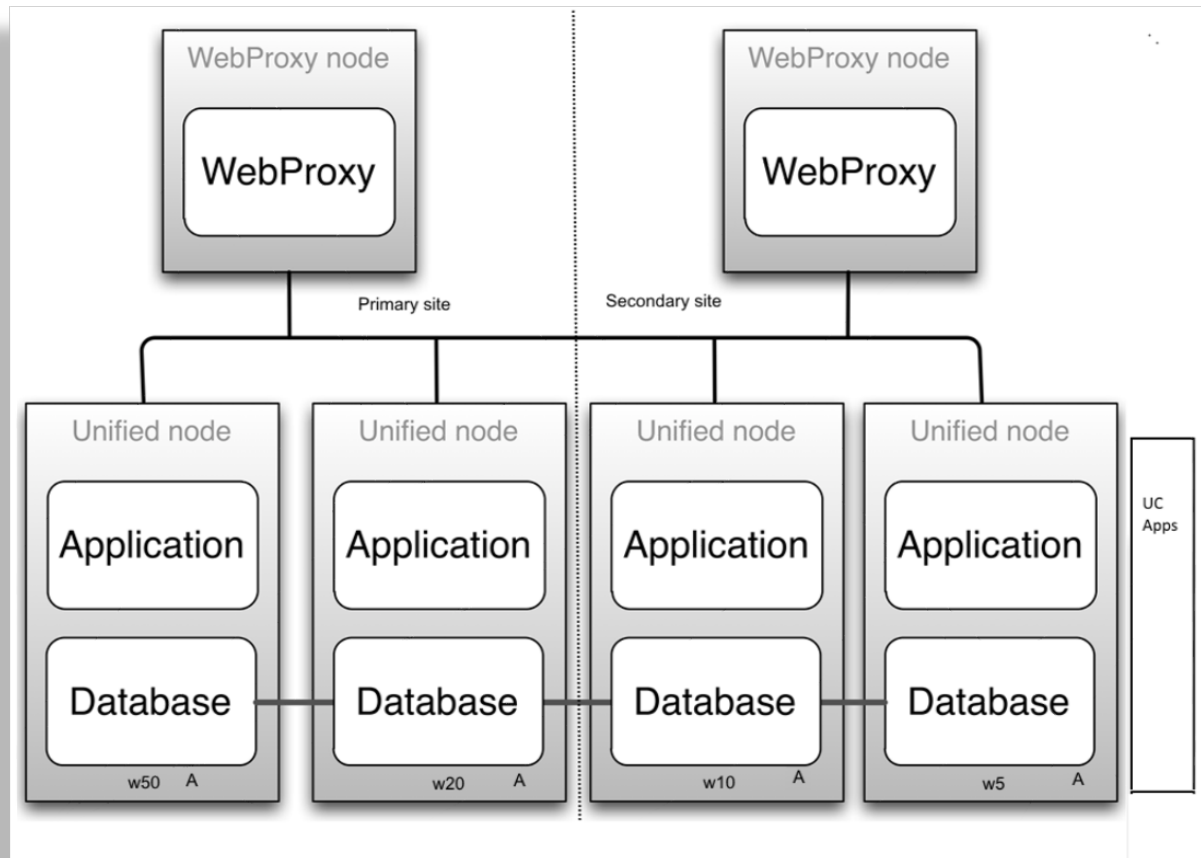 WebProxy node
WebProxy
WebProxy node
WebProxy
Primary site
Secondary site
Unified node
Application
Database
w50 A
Unified node
Application
Database
w20 A
Unified node
Application
Database
w10 A
Unified node
Application
Database
w5 A
UC
Apps